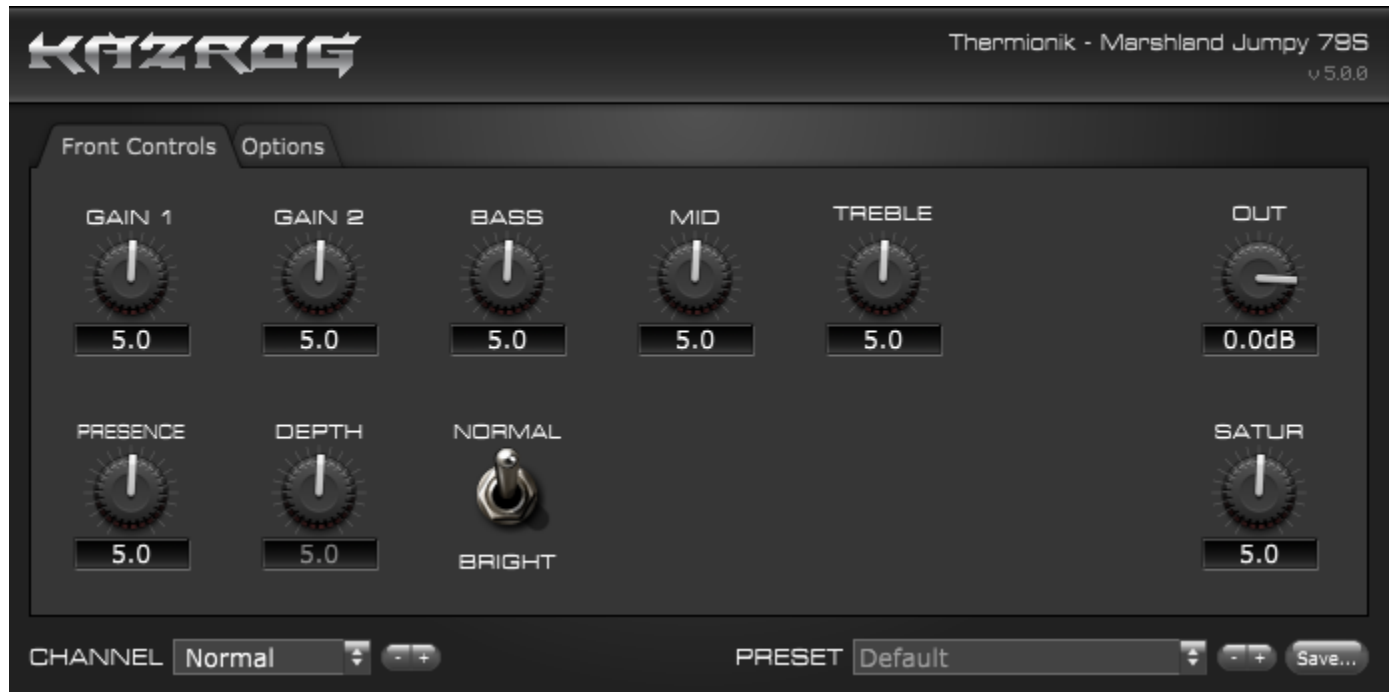 KAZROG
Thermionik - Marshland Jumpy 79S
v 5.0.0
Front Controls
Options
GAIN 1
GAIN 2
BASS
MID
TREBLE
OUT
5.0
5.0
5.0
5.0
5.0
0.0dB
PRESENCE
DEPTH
NORMAL
SATUR
5.0
5.0
BRIGHT
5.0
CHANNEL
Normal
- +
PRESET
Default
- +
Save...